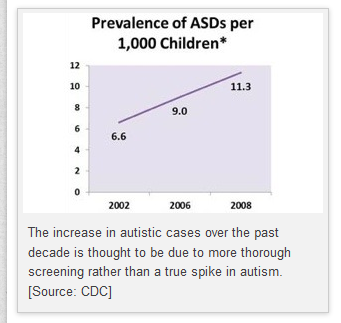 Prevalence of ASDs per
1,000 Children*
12
10
8
6
4
2
0
6.6
9.0
11.3
2002
2006
2008
The increase in autistic cases over the past
decade is thought to be due to more thorough
screening rather than a true spike in autism.
[Source: CDC]